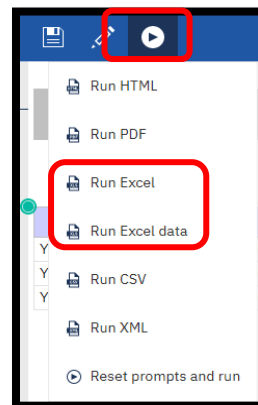 Run HTML
Run PDF
Run Excel
Run Excel data
Y
Y
Run CSV
Y
Run XML
Reset prompts and run